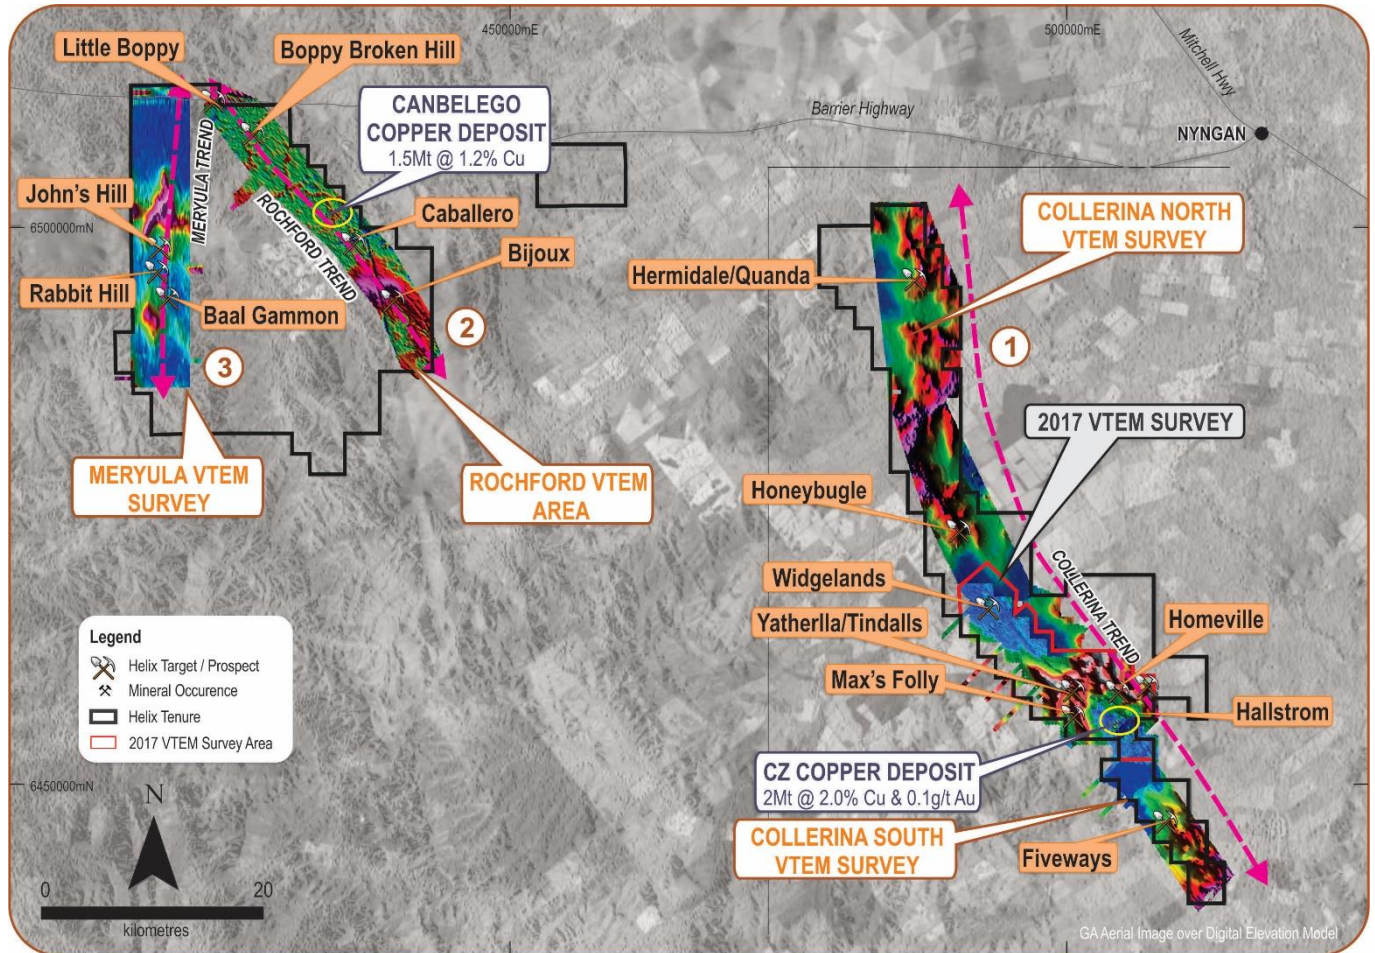 450000mE
500000mE
Little Boppy
Boppy Broken Hill
Mitchell Hwy
CANBELEGO
COPPER DEPOSIT
1.5Mt @ 1.2% Cu
Barrier Highway
NYNGAN
MERYULA TREND
John's Hill
ROCHFORD TREND
Caballero
COLLERINA NORTH
VTEM SURVEY
6500000mN
Bijoux
Hermidale/Quanda
Rabbit Hill
Baal Gammon
2
1
3
2017 VTEM SURVEY
MERYULA VTEM
SURVEY
ROCHFORD VTEM
AREA
Honeybugle
COLLERINA TREND
Widgelands
Yatherlla/Tindalls
Homeville
Max's Folly
Hallstrom
Legend
Helix Target / Prospect
Mineral Occurence
Helix Tenure
2017 VTEM Survey Area
CZ COPPER DEPOSIT
2Mt @ 2.0% Cu & 0.1g/t Au
6450000mN
N
COLLERINA SOUTH
VTEM SURVEY
Fiveways
0
20
kilometres
GA Aerial Image over Digital Elevation Model